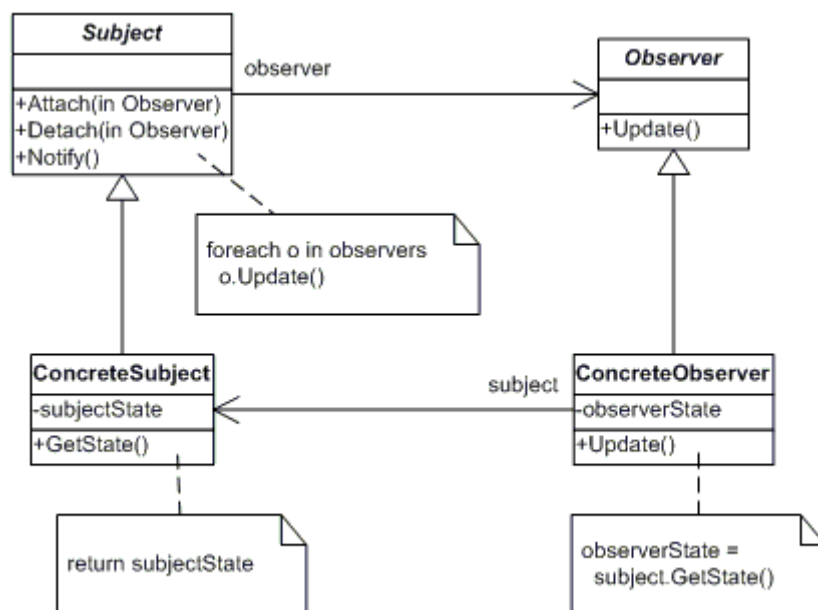 Subject
+Attach(in Observer)
+Detach(in Observer)
+Notify()
observer
Observer
+Update()
foreach o in observers
o.Update()
ConcreteSubject
-subjectState
+GetState()
subject
ConcreteObserver
-observerState
+Update()
return subjectState
observerState =
subject.GetState()